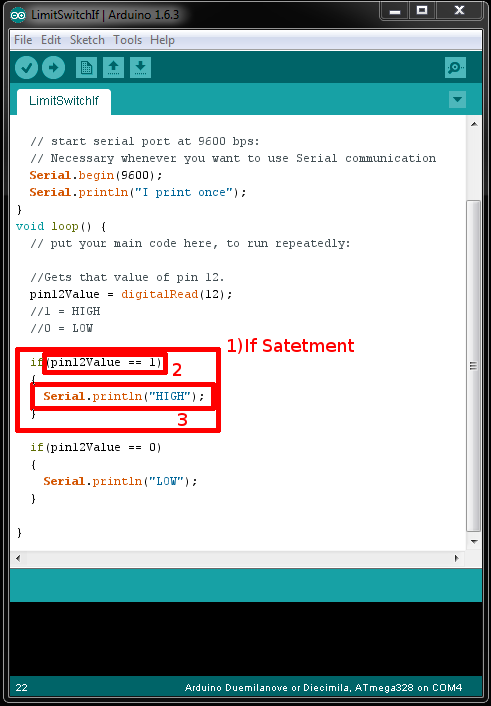 LimitSwitchIf | Arduino 1.6.3
File Edit Sketch Tools Help
LimitSwitchIf
// start serial port at 9600 bps:
// Necessary whenever you want to use Serial communication
Serial.begin(9600);
Serial.println("I print once");
}
void loop() {
// put your main code here, to run repeatedly:
//Gets that value of pin 12.
pin12Value = digitalRead(12);
//1 = HIGH
//0 = LOW
1)If Satetment
if(pin12Value == 1)
2
{
Serial.println("HIGH");
}
3
if(pin12Value == 0)
{
Serial.println("LOW");
}
}
22 Arduino Duemilanove or Diecimila, ATmega328 on COM4